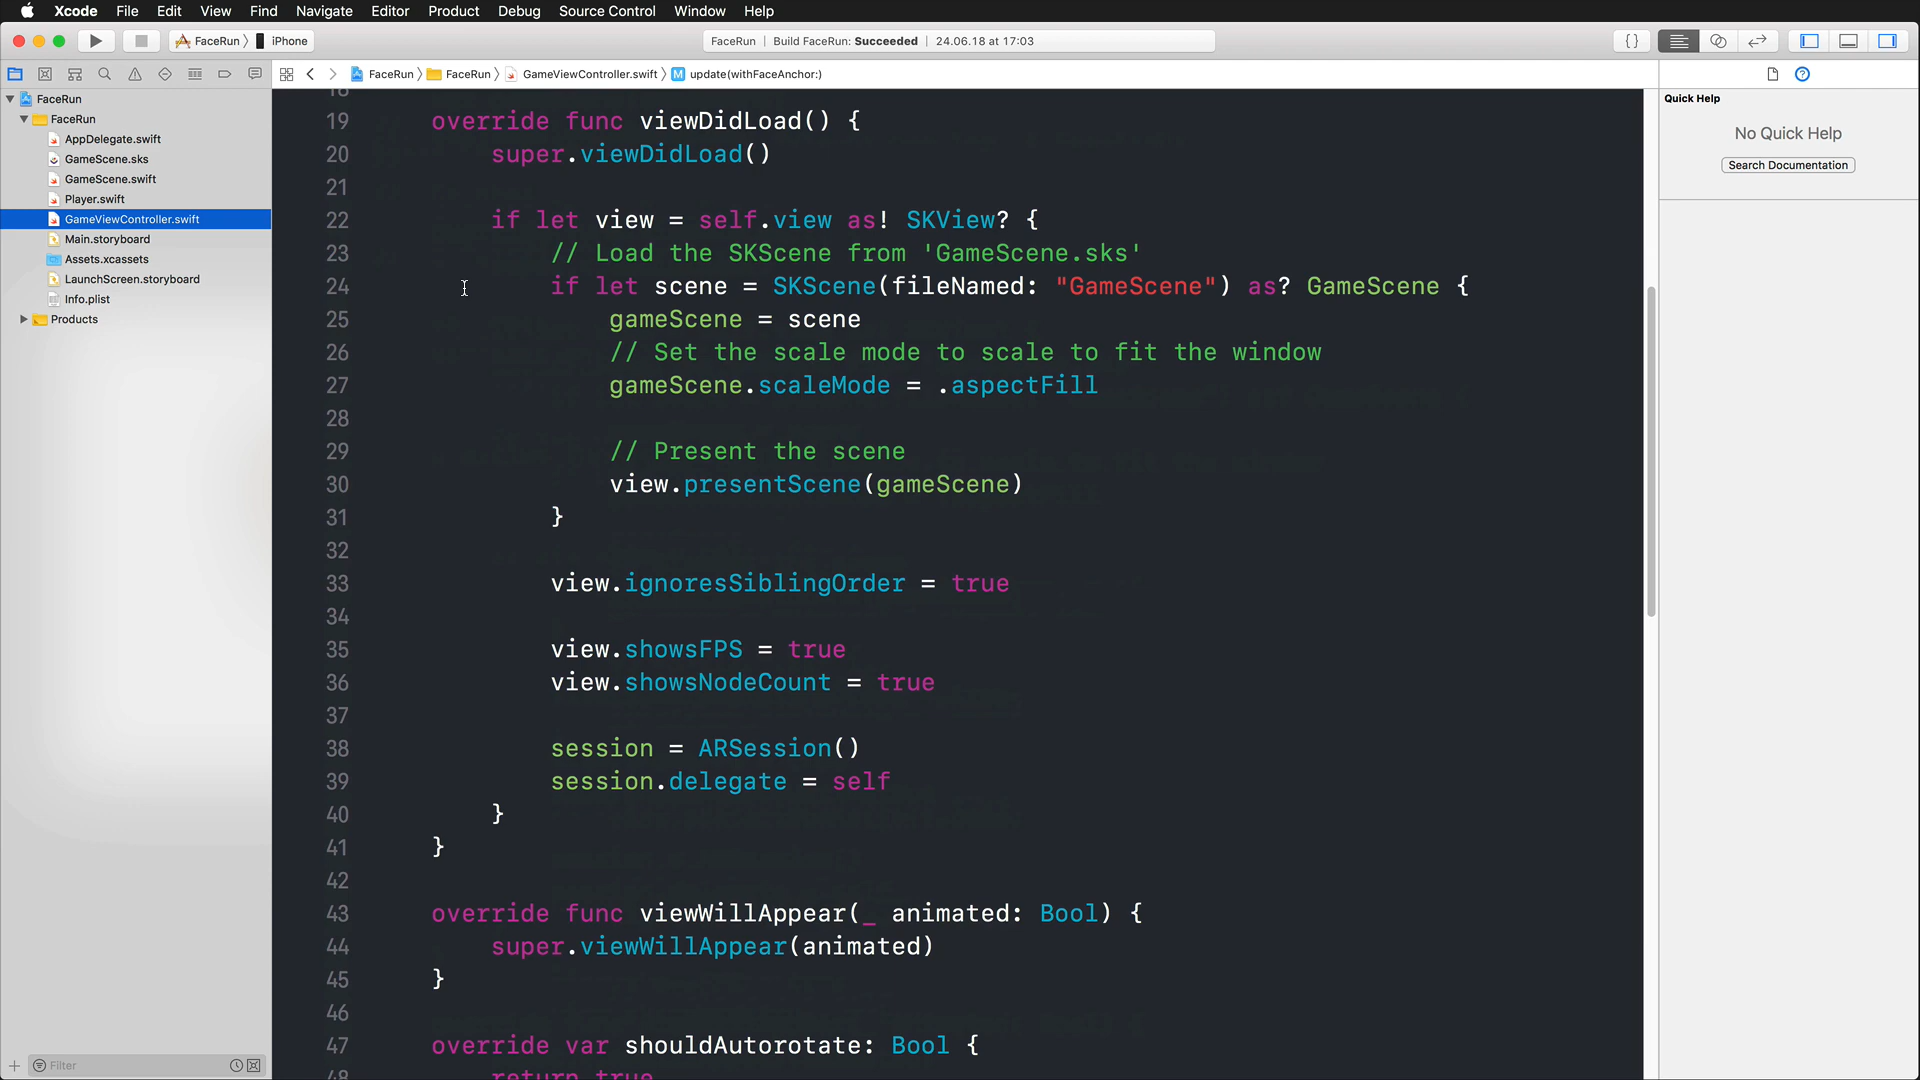 Xcode File Edit View Find Navigate Editor Product Debug Source Control Window Help
FaceRun iPhone
FaceRun | Build FaceRun: Succeeded | 24.06.18 at 17:03
FaceRun FaceRun GameViewController.swift M update(withFaceAnchor:)
FaceRun
FaceRun
AppDelegate.swift
GameScene.sks
GameScene.swift
Player.swift
GameViewController.swift
Main.storyboard
Assets.xcassets
LaunchScreen.storyboard
Info.plist
Products
Filter
18
19 override func viewDidLoad() {
20 super.viewDidLoad()
21
22 if let view = self.view as! SKView? {
23 // Load the SKScene from 'GameScene.sks'
24 if let scene = SKScene(fileNamed: "GameScene") as? GameScene {
25 gameScene = scene
26 // Set the scale mode to scale to fit the window
27 gameScene.scaleMode = .aspectFill
28
29 // Present the scene
30 view.presentScene(gameScene)
31 }
32
33 view.ignoresSiblingOrder = true
34
35 view.showsFPS = true
36 view.showsNodeCount = true
37
38 session = ARSession()
39 session.delegate = self
40 }
41 }
42
43 override func viewWillAppear(_ animated: Bool) {
44 super.viewWillAppear(animated)
45 }
46
47 override var shouldAutorotate: Bool {
48 return true
Quick Help
No Quick Help
Search Documentation